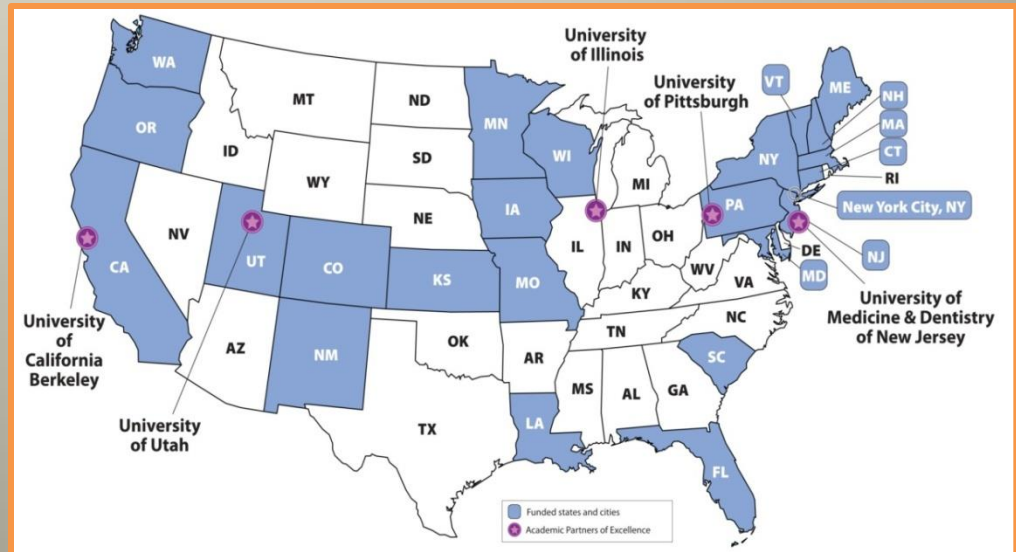 University
of Illinois
University
of Pittsburgh
WA
MT
ND
MN
VT
ME
NH
MA
CT
RI
OR
ID
SD
WI
NY
WY
MI
New York City, NY
IA
PA
NE
NV
UT
CO
IL
IN
OH
DE
NJ
MD
CA
KS
MO
WV
VA
KY
University
of
California
Berkeley
University of
Medicine & Dentistry
of New Jersey
NC
TN
AZ
NM
OK
AR
SC
MS
AL
GA
University
of Utah
TX
LA
FL
Funded states and cities
Academic Partners of Excellence